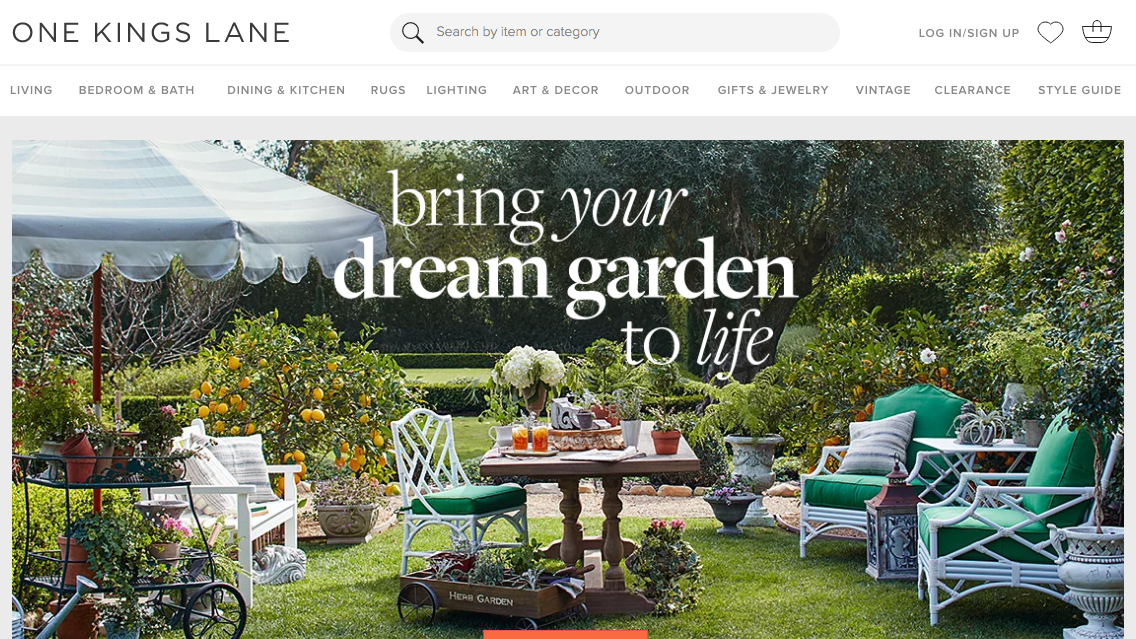 ONE KINGS LANE
Search by item or category
LOG IN/SIGN UP
LIVING BEDROOM & BATH DINING & KITCHEN RUGS LIGHTING ART & DECOR OUTDOOR GIFTS & JEWELRY VINTAGE CLEARANCE STYLE GUIDE
bring your
dream garden
to life
HERB GARDEN